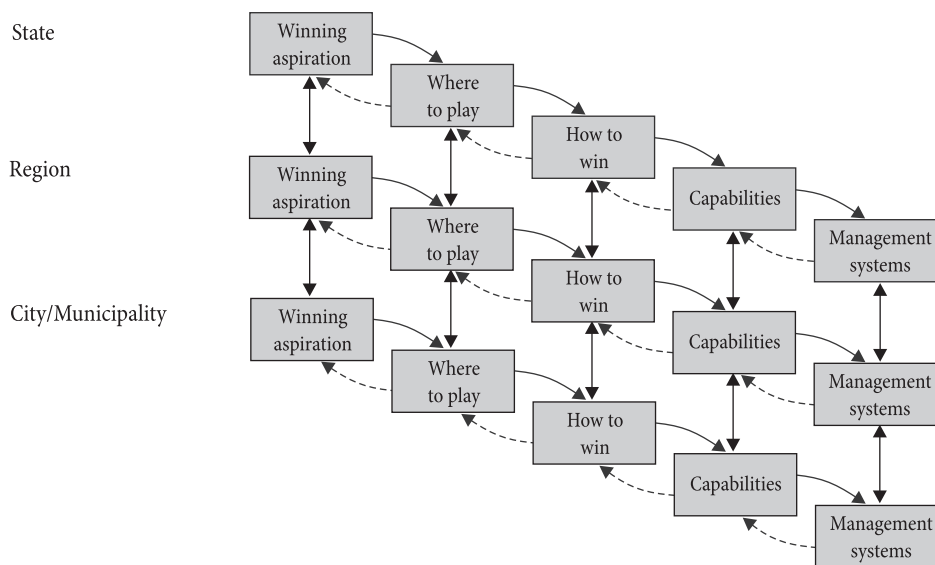 State
Winning
aspiration
Where
to play
How to
win
Capabilities
Management
systems
Region
Winning
aspiration
Where
to play
How to
win
Capabilities
Management
systems
City/Municipality
Winning
aspiration
Where
to play
How to
win
Capabilities
Management
systems